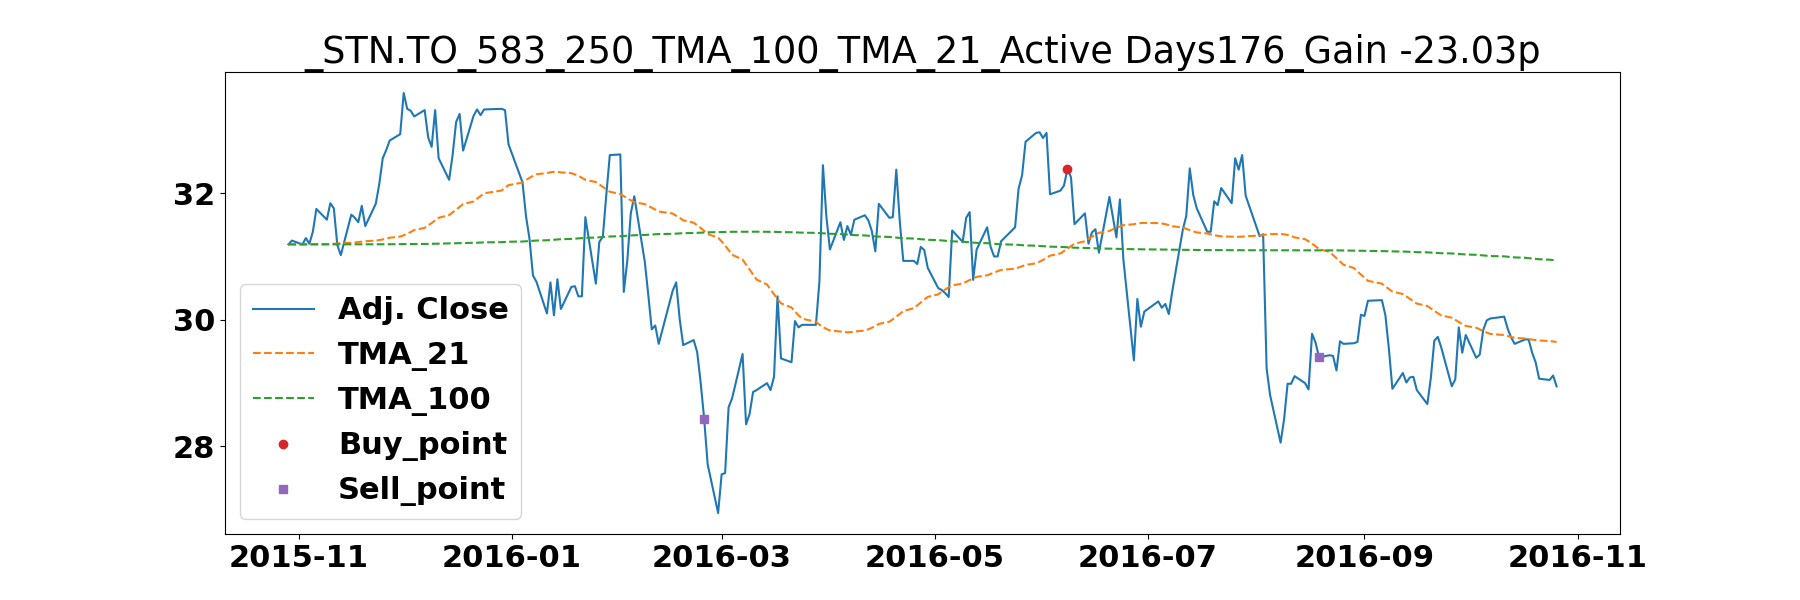 _STN.TO_583_250_TMA_100_TMA_21_Active Days176_Gain -23.03p
32
30
28
Adj. Close
TMA_21
TMA_100
Buy_point
Sell_point
2015-11 2016-01 2016-03 2016-05 2016-07 2016-09 2016-11